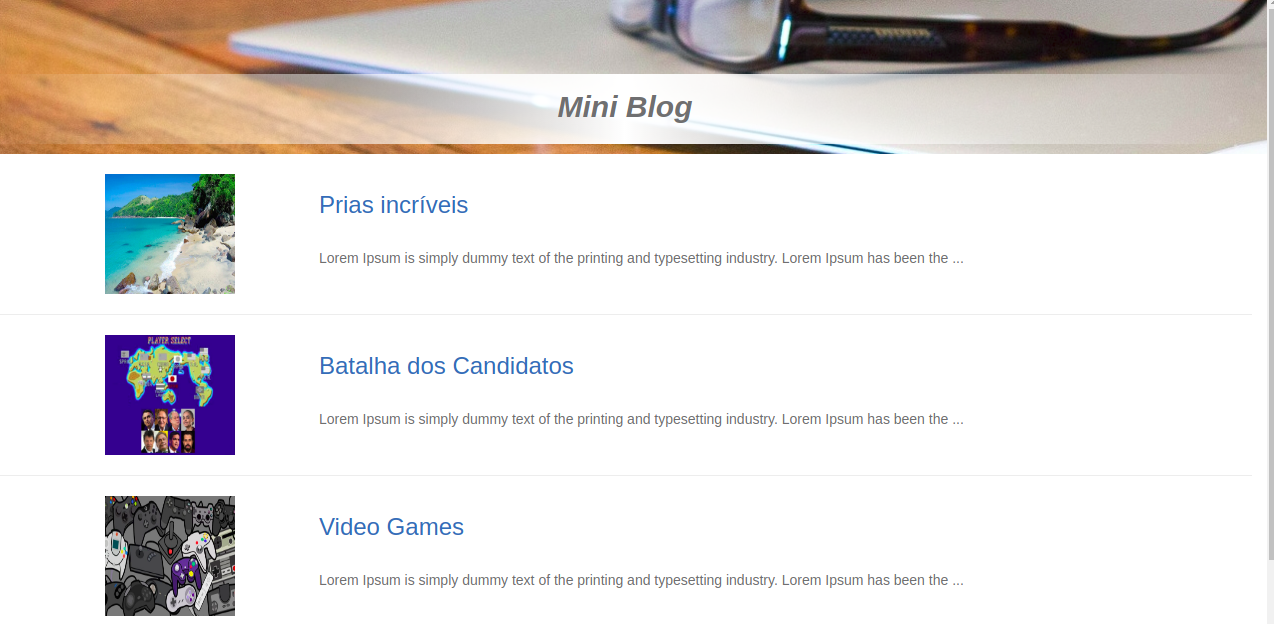 Mini Blog
Prias incríveis
Lorem Ipsum is simply dummy text of the printing and typesetting industry. Lorem Ipsum has been the ...
PLAYER SELECT
Batalha dos Candidatos
Lorem Ipsum is simply dummy text of the printing and typesetting industry. Lorem Ipsum has been the ...
Video Games
Lorem Ipsum is simply dummy text of the printing and typesetting industry. Lorem Ipsum has been the ...